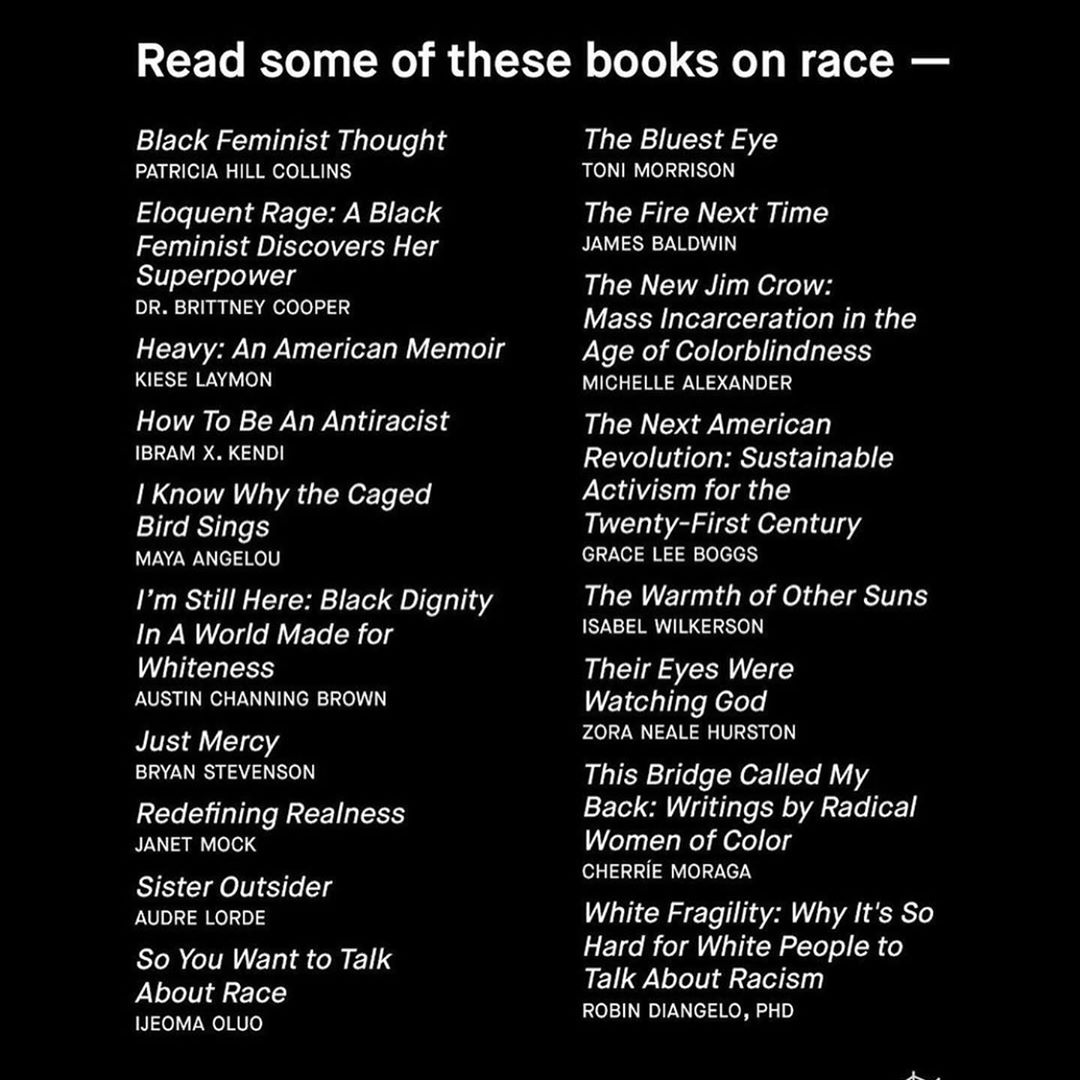 Read some of these books on race —
Black Feminist Thought
PATRICIA HILL COLLINS
Eloquent Rage: A Black
Feminist Discovers Her
Superpower
DR. BRITTNEY COOPER
Heavy: An American Memoir
KIESE LAYMON
How To Be An Antiracist
IBRAM X. KENDI
I Know Why the Caged
Bird Sings
MAYA ANGELOU
I'm Still Here: Black Dignity
In A World Made for
Whiteness
AUSTIN CHANNING BROWN
Just Mercy
BRYAN STEVENSON
Redefining Realness
JANET MOCK
Sister Outsider
AUDRE LORDE
So You Want to Talk
About Race
IJEOMA OLUO
The Bluest Eye
TONI MORRISON
The Fire Next Time
JAMES BALDWIN
The New Jim Crow:
Mass Incarceration in the
Age of Colorblindness
MICHELLE ALEXANDER
The Next American
Revolution: Sustainable
Activism for the
Twenty-First Century
GRACE LEE BOGGS
The Warmth of Other Suns
ISABEL WILKERSON
Their Eyes Were
Watching God
ZORA NEALE HURSTON
This Bridge Called My
Back: Writings by Radical
Women of Color
CHERRÍE MORAGA
White Fragility: Why It's So
Hard for White People to
Talk About Racism
ROBIN DIANGELO, PHD